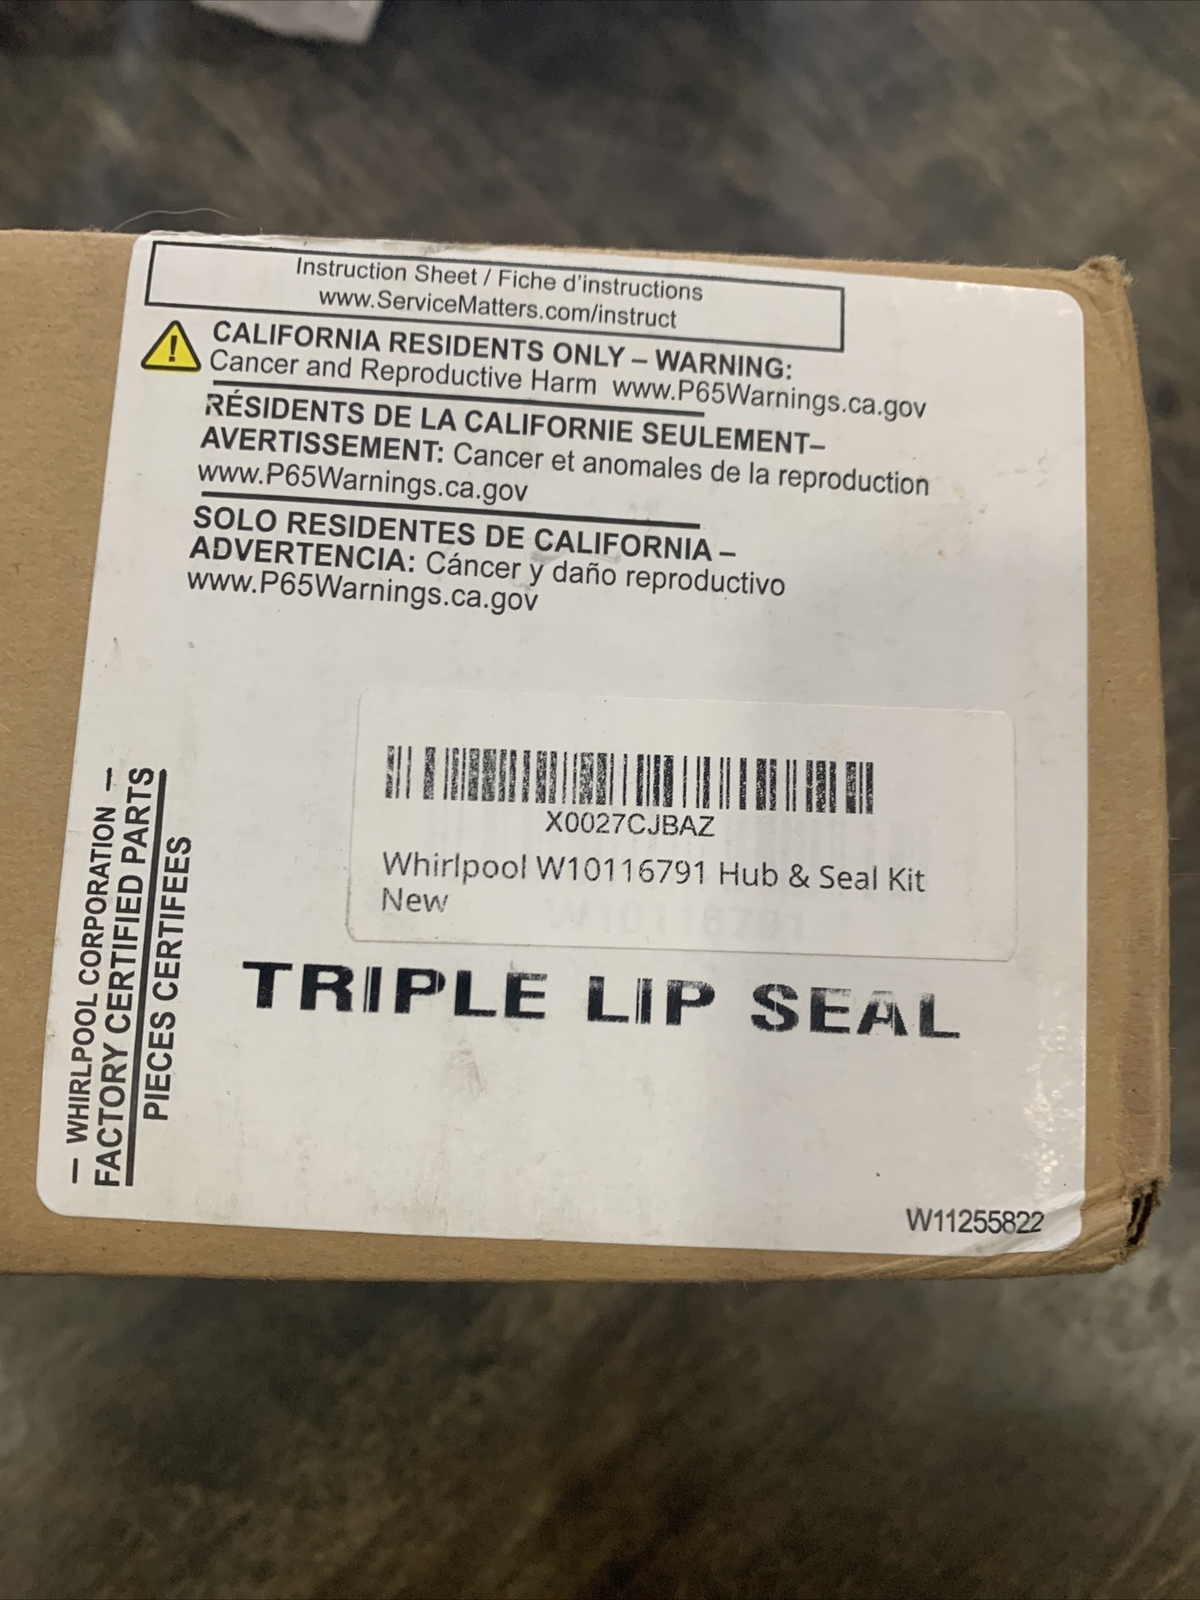 Instruction Sheet / Fiche d'instructions
www.ServiceMatters.com/instruct
CALIFORNIA RESIDENTS ONLY – WARNING:
Cancer and Reproductive Harm www.P65Warnings.ca.gov
RÉSIDENTS DE LA CALIFORNIE SEULEMENT–
AVERTISSEMENT: Cancer et anomales de la reproduction
www.P65Warnings.ca.gov
SOLO RESIDENTES DE CALIFORNIA –
ADVERTENCIA: Cáncer y daño reproductivo
www.P65Warnings.ca.gov
— WHIRLPOOL CORPORATION —
FACTORY CERTIFIED PARTS
PIECES CERTIFEES
X0027CJBAZ
Whirlpool W10116791 Hub & Seal Kit
New
W10116791
TRIPLE LIP SEAL
W11255822